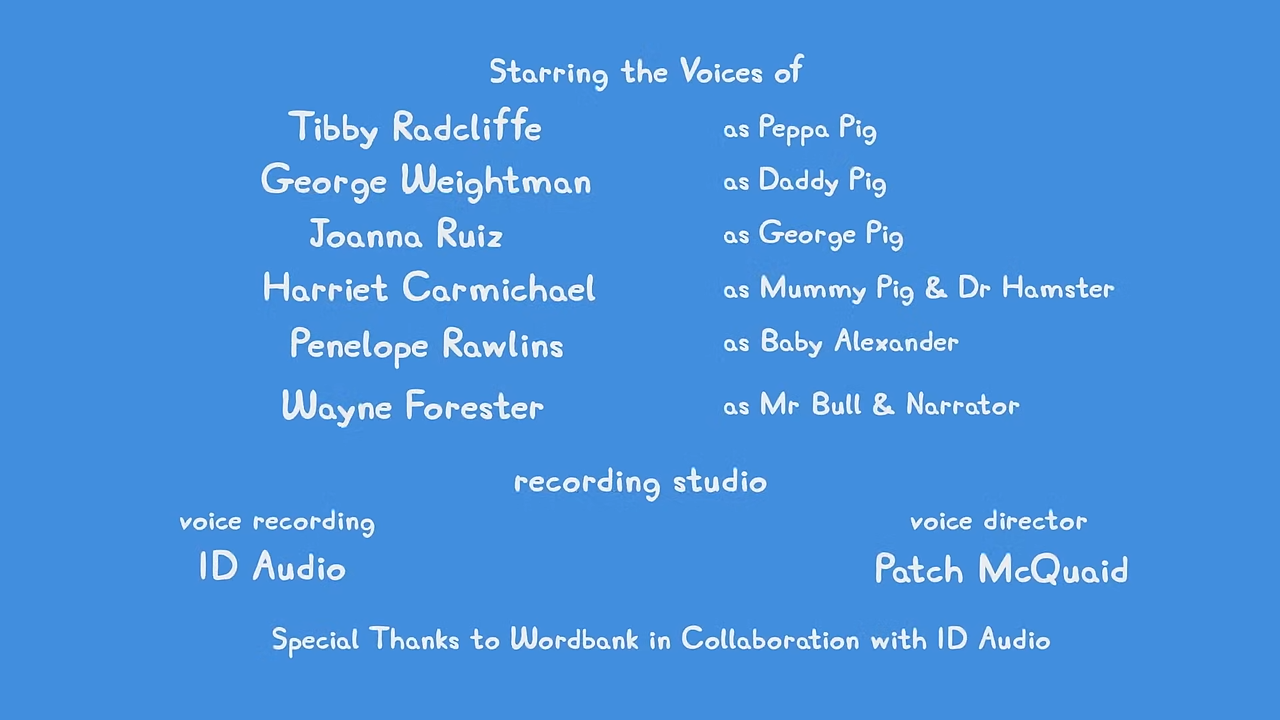 Starring the Voices of
Tibby Radcliffe as Peppa Pig
George Weightman as Daddy Pig
Joanna Ruiz as George Pig
Harriet Carmichael as Mummy Pig & Dr Hamster
Penelope Rawlins as Baby Alexander
Wayne Forester as Mr Bull & Narrator
recording studio
voice recording voice director
ID Audio Patch McQuaid
Special Thanks to Wordbank in Collaboration with ID Audio